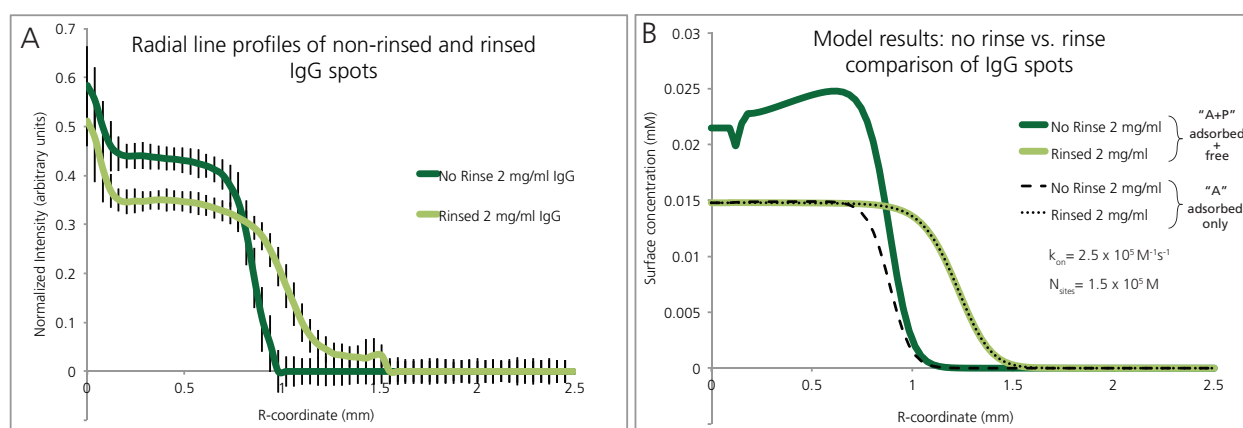 A
Radial line profiles of non-rinsed and rinsed
IgG spots
Normalized Intensity (arbitrary units)
0.7
0.6
0.5
0.4
0.3
0.2
0.1
0
No Rinse 2 mg/ml IgG
Rinsed 2 mg/ml IgG
0
0.5
1
1.5
2
2.5
R-coordinate (mm)
B
Model results: no rinse vs. rinse
comparison of IgG spots
Surface concentration (mM)
0.03
0.025
0.02
0.015
0.01
0.005
0
No Rinse 2 mg/ml
Rinsed 2 mg/ml
"A+P"
adsorbed
+
free
No Rinse 2 mg/ml
Rinsed 2 mg/ml
"A"
adsorbed
only
k_on= 2.5 x 10⁵ M⁻¹s⁻¹
N_sites= 1.5 x 10⁵ M
0
0.5
1
1.5
2
2.5
R-coordinate (mm)